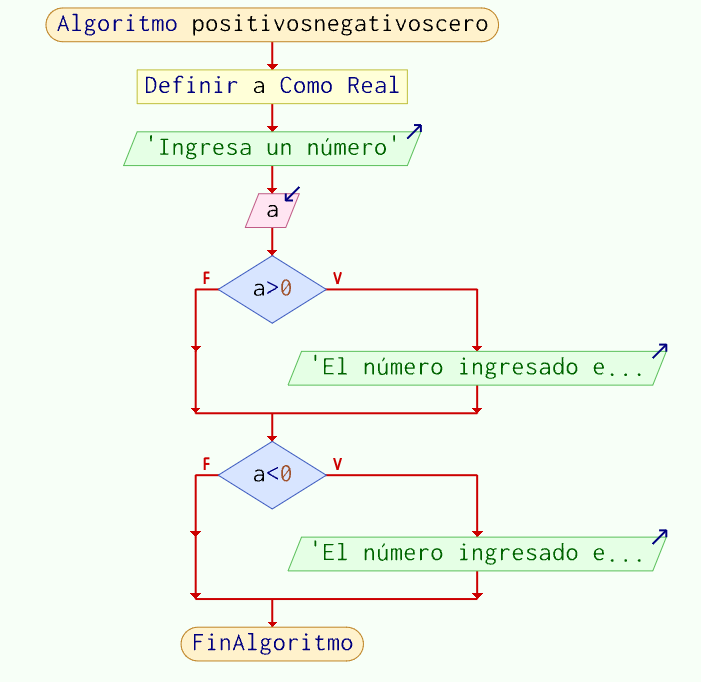 Algoritmo positivosnegativoscero
Definir a Como Real
'Ingresa un número'
a
F
a>0
V
'El número ingresado e...
F
a<0
V
'El número ingresado e...
FinAlgoritmo